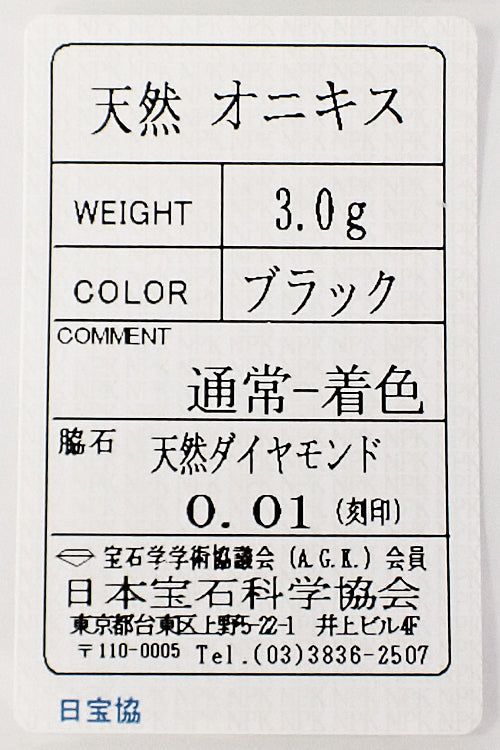 天然 オニキス
WEIGHT 3.0g
COLOR ブラック
COMMENT
通常-着色
脇石 天然ダイヤモンド
0.01 (刻印)
宝石学学術協議会 (A.G.K.) 会員
日本宝石科学協会
東京都台東区上野5-22-1 井上ビル4F
〒110-0005 Tel.(03)3836-2507
日宝協